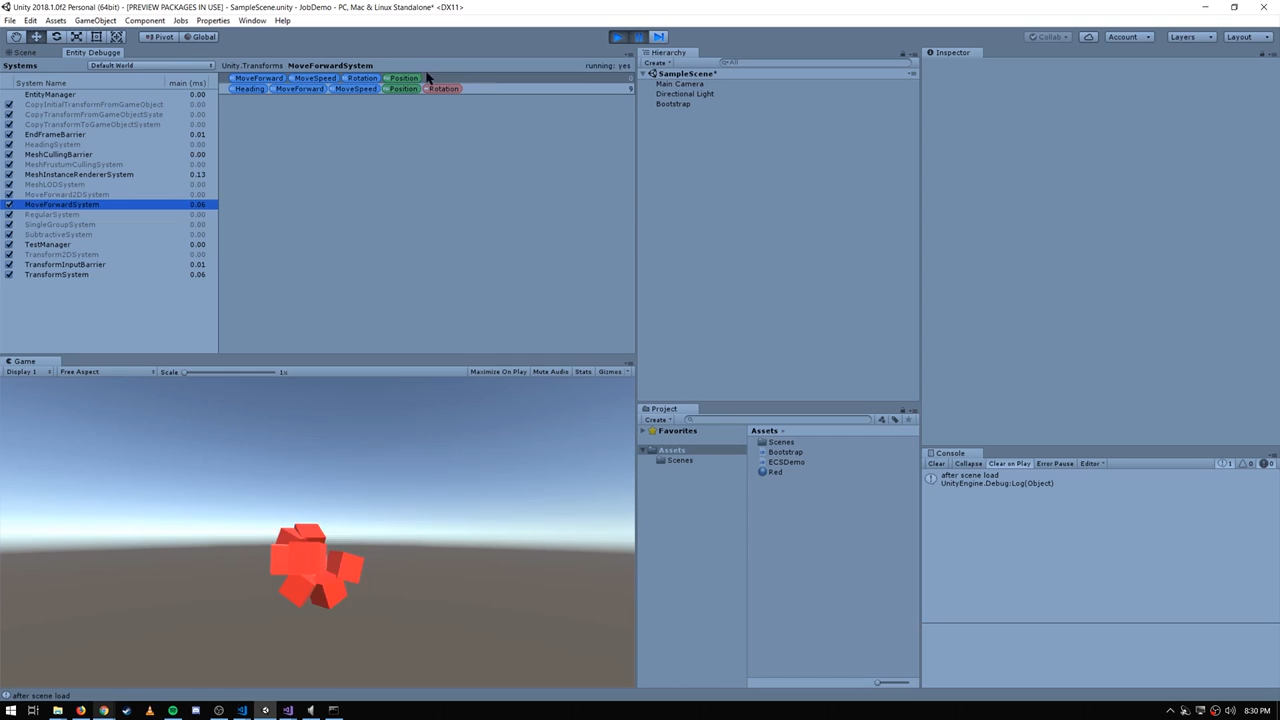 Unity 2018.1.0f2 Personal (64bit) - [PREVIEW PACKAGES IN USE] - SampleScene.unity - JobDemo - PC, Mac & Linux Standalone* <DX11>
File Edit Assets GameObject Component Jobs Properties Window Help
Pivot Global Collab Account Layers Layout
Scene Entity Debugge Hierarchy Inspector
Systems Default World Unity.Transforms MoveForwardSystem running: yes Create All
System Name main (ms) MoveForward MoveSpeed Rotation Position 0 SampleScene*
Heading MoveForward MoveSpeed Position Rotation 9
EntityManager
CopyInitialTransformFromGameObject 0.00
CopyTransformFromGameObjectSyste 0.00
CopyTransformToGameObjectSystem 0.00
EndFrameBarrier 0.01
HeadingSystem 0.00
MeshCullingBarrier 0.00
MeshFrustumCullingSystem 0.00
MeshInstanceRendererSystem 0.13
MeshLODSystem 0.00
MoveForward2DSystem 0.00
MoveForwardSystem 0.06
RegularSystem 0.00
SingleGroupSystem 0.00
SubtractiveSystem 0.00
TestManager 0.00
Transform2DSystem 0.00
TransformInputBarrier 0.01
TransformSystem 0.06
Main Camera
Directional Light
Bootstrap
Game
Display 1 Free Aspect Scale 1x Maximize On Play Mute Audio Stats Gizmos
Project
Create
Favorites
Assets
Scenes
Assets
Scenes
Bootstrap
ECSDemo
Red
Console
Clear Collapse Clear on Play Error Pause Editor 1 0 0
after scene load
UnityEngine.Debug:Log(Object)
after scene load
8:30 PM